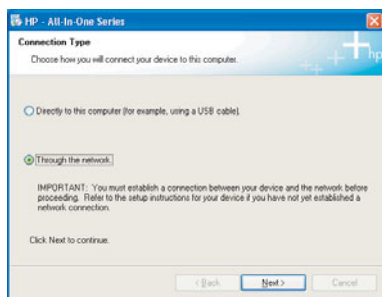 HP - All-In-One Series
Connection Type
Choose how you will connect your device to this computer.
hp
Directly to this computer (for example, using a USB cable).
Through the network.
IMPORTANT: You must establish a connection between your device and the network before
proceeding. Refer to the setup instructions for your device if you have not yet established a
network connection.
Click Next to continue.
< Back Next > Cancel